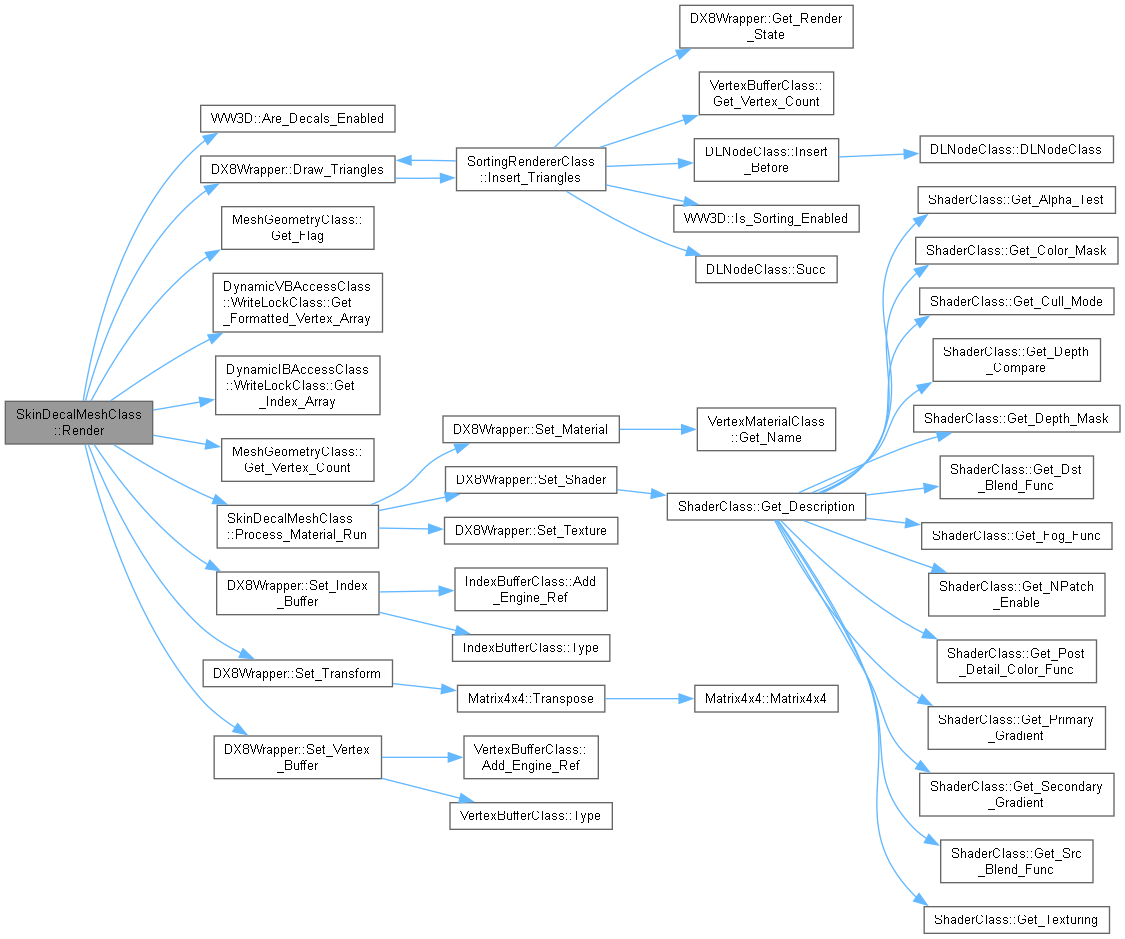 SkinDecalMeshClass
::Render
WW3D::Are_Decals_Enabled
DX8Wrapper::Draw_Triangles
MeshGeometryClass::
Get_Flag
DynamicVBAccessClass
::WriteLockClass::Get
_Formatted_Vertex_Array
DynamicIBAccessClass
::WriteLockClass::Get
_Index_Array
MeshGeometryClass::
Get_Vertex_Count
SkinDecalMeshClass
::Process_Material_Run
DX8Wrapper::Set_Index
_Buffer
DX8Wrapper::Set_Transform
DX8Wrapper::Set_Vertex
_Buffer
SortingRendererClass
::Insert_Triangles
DX8Wrapper::Set_Material
DX8Wrapper::Set_Shader
DX8Wrapper::Set_Texture
IndexBufferClass::Add
_Engine_Ref
IndexBufferClass::Type
Matrix4x4::Transpose
VertexBufferClass::
Add_Engine_Ref
VertexBufferClass::Type
DX8Wrapper::Get_Render
_State
VertexBufferClass::
Get_Vertex_Count
DLNodeClass::Insert
_Before
WW3D::Is_Sorting_Enabled
DLNodeClass::Succ
VertexMaterialClass
::Get_Name
ShaderClass::Get_Description
Matrix4x4::Matrix4x4
DLNodeClass::DLNodeClass
ShaderClass::Get_Alpha_Test
ShaderClass::Get_Color_Mask
ShaderClass::Get_Cull_Mode
ShaderClass::Get_Depth
_Compare
ShaderClass::Get_Depth_Mask
ShaderClass::Get_Dst
_Blend_Func
ShaderClass::Get_Fog_Func
ShaderClass::Get_NPatch
_Enable
ShaderClass::Get_Post
_Detail_Color_Func
ShaderClass::Get_Primary
_Gradient
ShaderClass::Get_Secondary
_Gradient
ShaderClass::Get_Src
_Blend_Func
ShaderClass::Get_Texturing